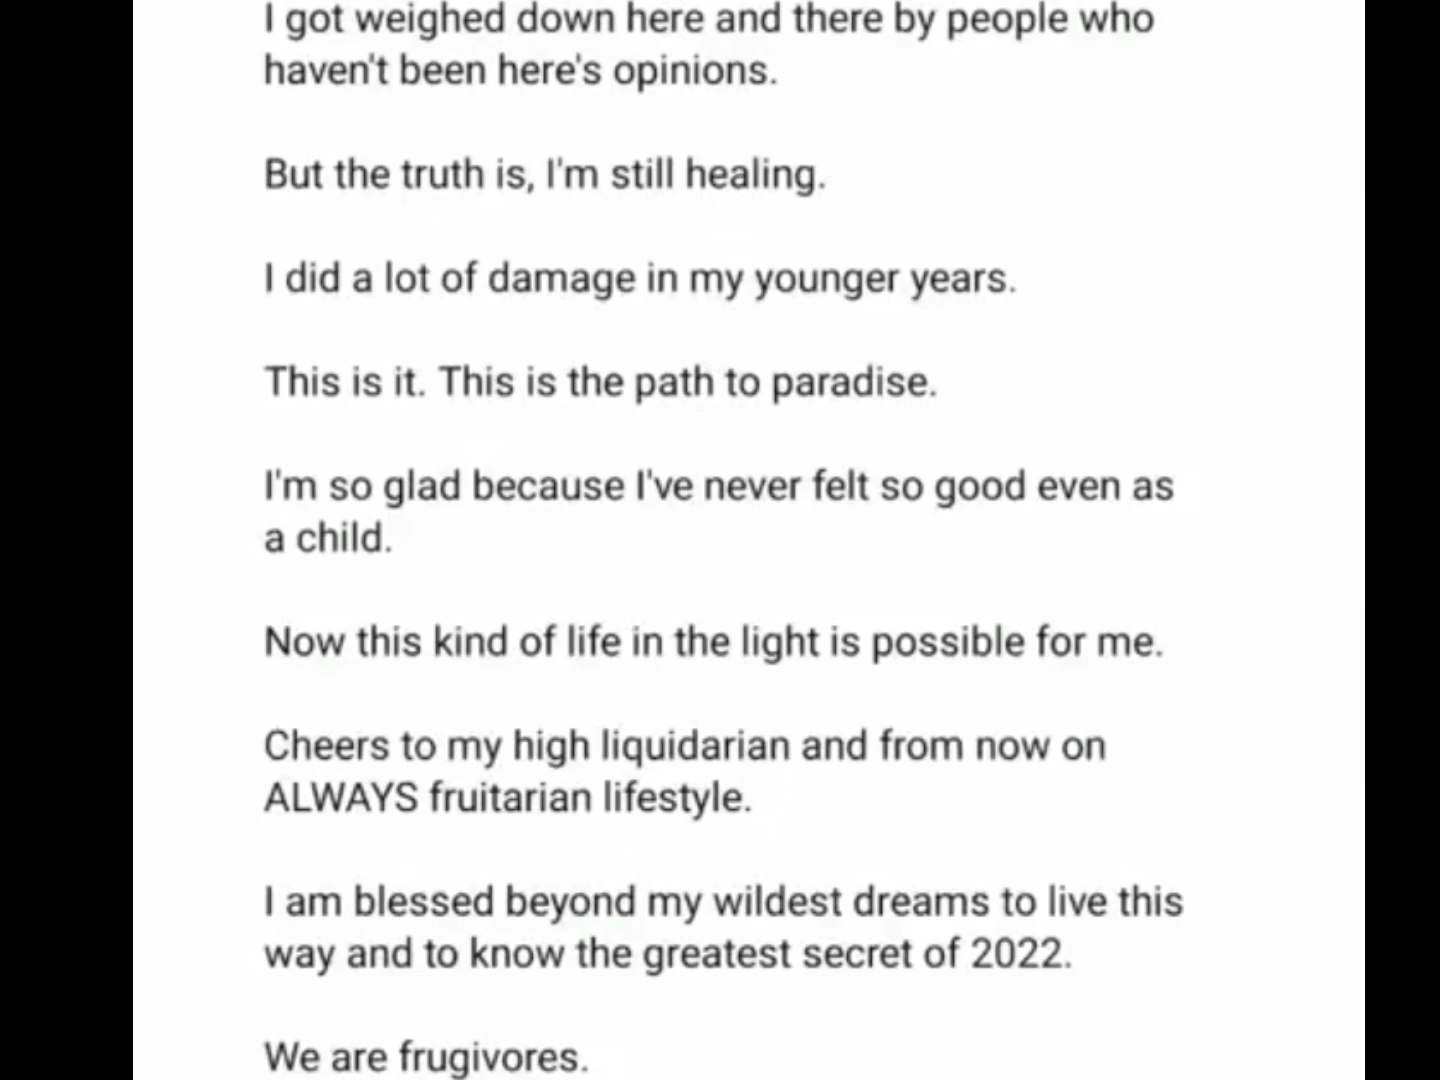 I got weighed down here and there by people who
haven't been here's opinions.
But the truth is, I'm still healing.
I did a lot of damage in my younger years.
This is it. This is the path to paradise.
I'm so glad because I've never felt so good even as
a child.
Now this kind of life in the light is possible for me.
Cheers to my high liquidarian and from now on
ALWAYS fruitarian lifestyle.
I am blessed beyond my wildest dreams to live this
way and to know the greatest secret of 2022.
We are frugivores.